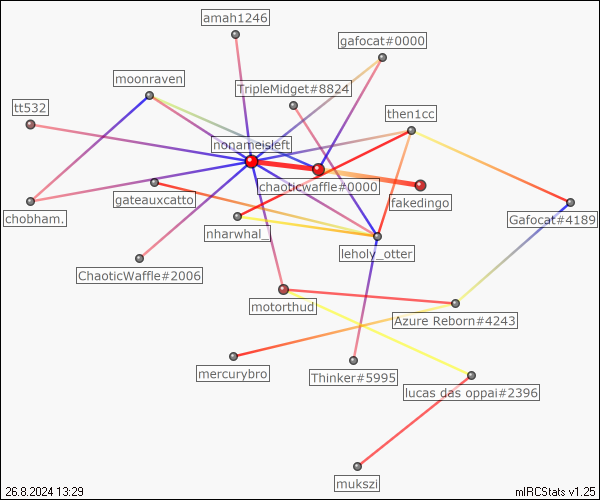 amah1246
gafocat#0000
moonraven
TripleMidget#8824
tt532
then1cc
nonameisleft
chaoticwaffle#0000
gateauxcatto
fakedingo
chobham.
Gafocat#4189
nharwhal_
leholy_otter
ChaoticWaffle#2006
motorthud
Azure Reborn#4243
mercurybro
Thinker#5995
lucas das oppai#2396
mukszi
26.8.2024 13:29
mIRCStats v1.25